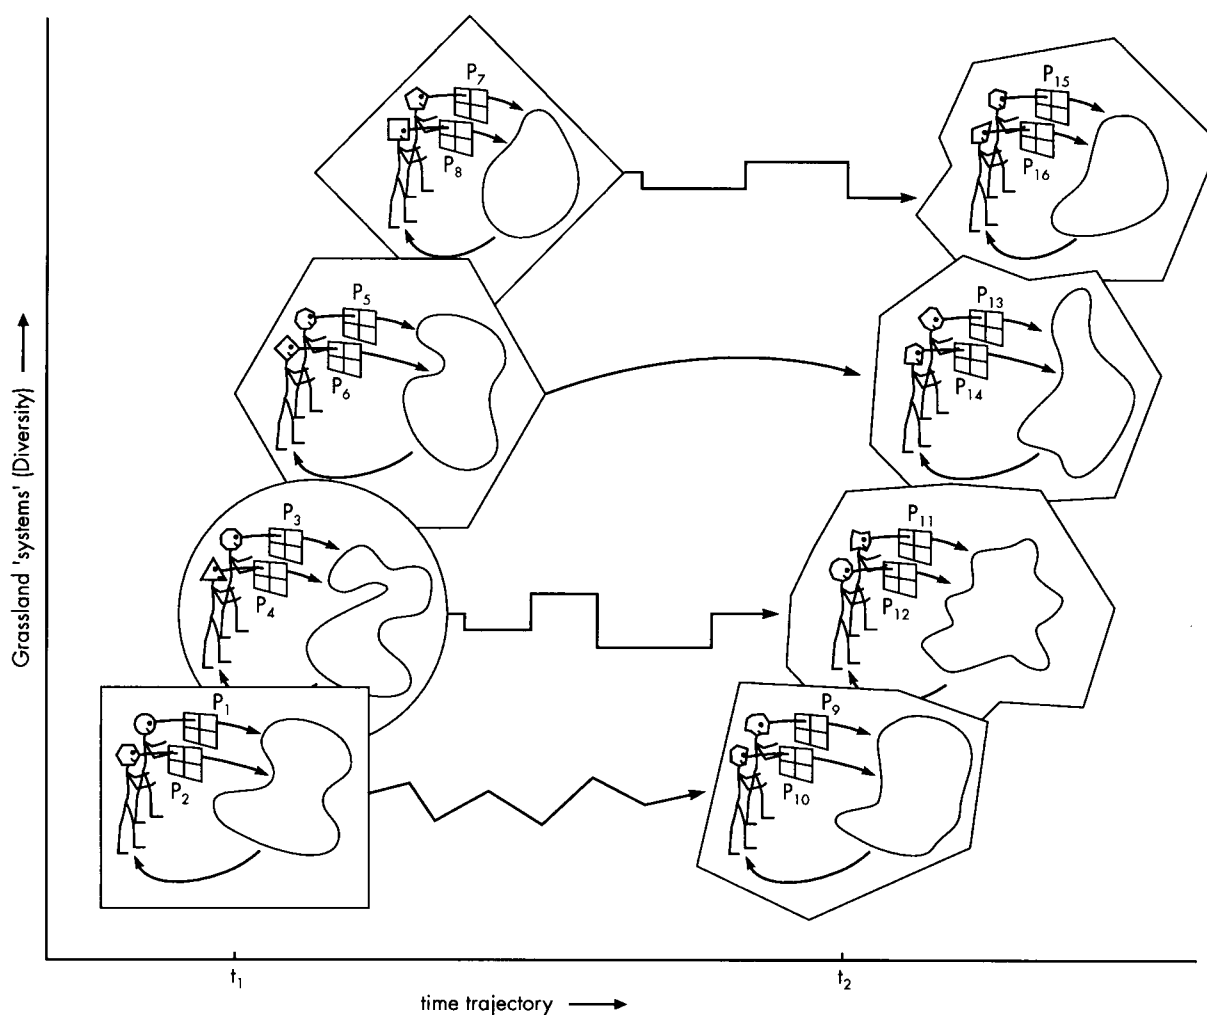 P7
P8
P15
P16
P5
P6
P13
P14
P3
P4
P11
P12
P1
P2
P9
P10
Grassland 'systems' (Diversity)
t1
t2
time trajectory